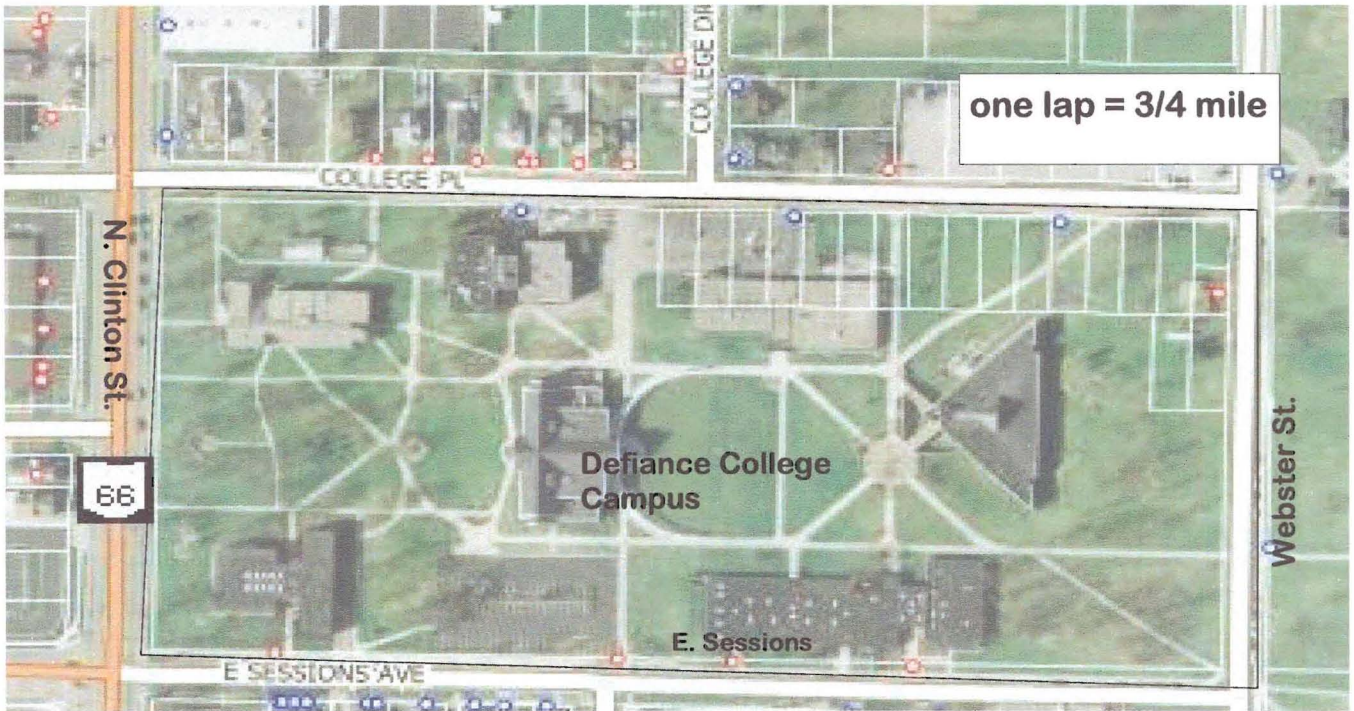 COLLEGE DR
one lap = 3/4 mile
COLLEGE PL
N. Clinton St.
66
Defiance College
Campus
Webster St.
E. Sessions
E SESSIONS AVE